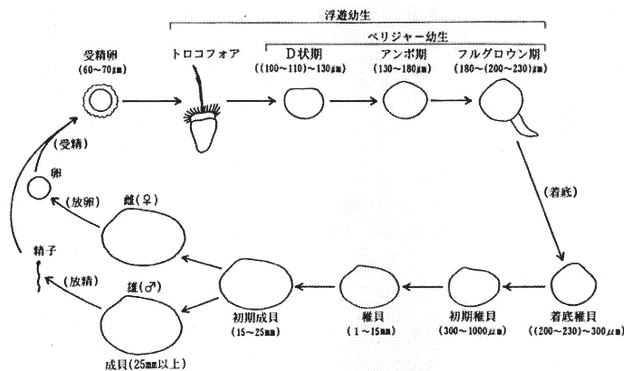 浮遊幼生
ベリジャー幼生
受精卵
(60～70μm)
トロコフォア
D状期
((100～110)～130μm)
アンボ期
(130～180μm)
フルグロウン期
(180～(200～230)μm)
(受精)
卵
(放卵)
雌(♀)
(着底)
精子
(放精)
雄(♂)
成貝(25mm以上)
初期成貝
(15～25mm)
稚貝
(1～15mm)
初期稚貝
(300～1000μm)
着底稚貝
((200～230)～300μm)